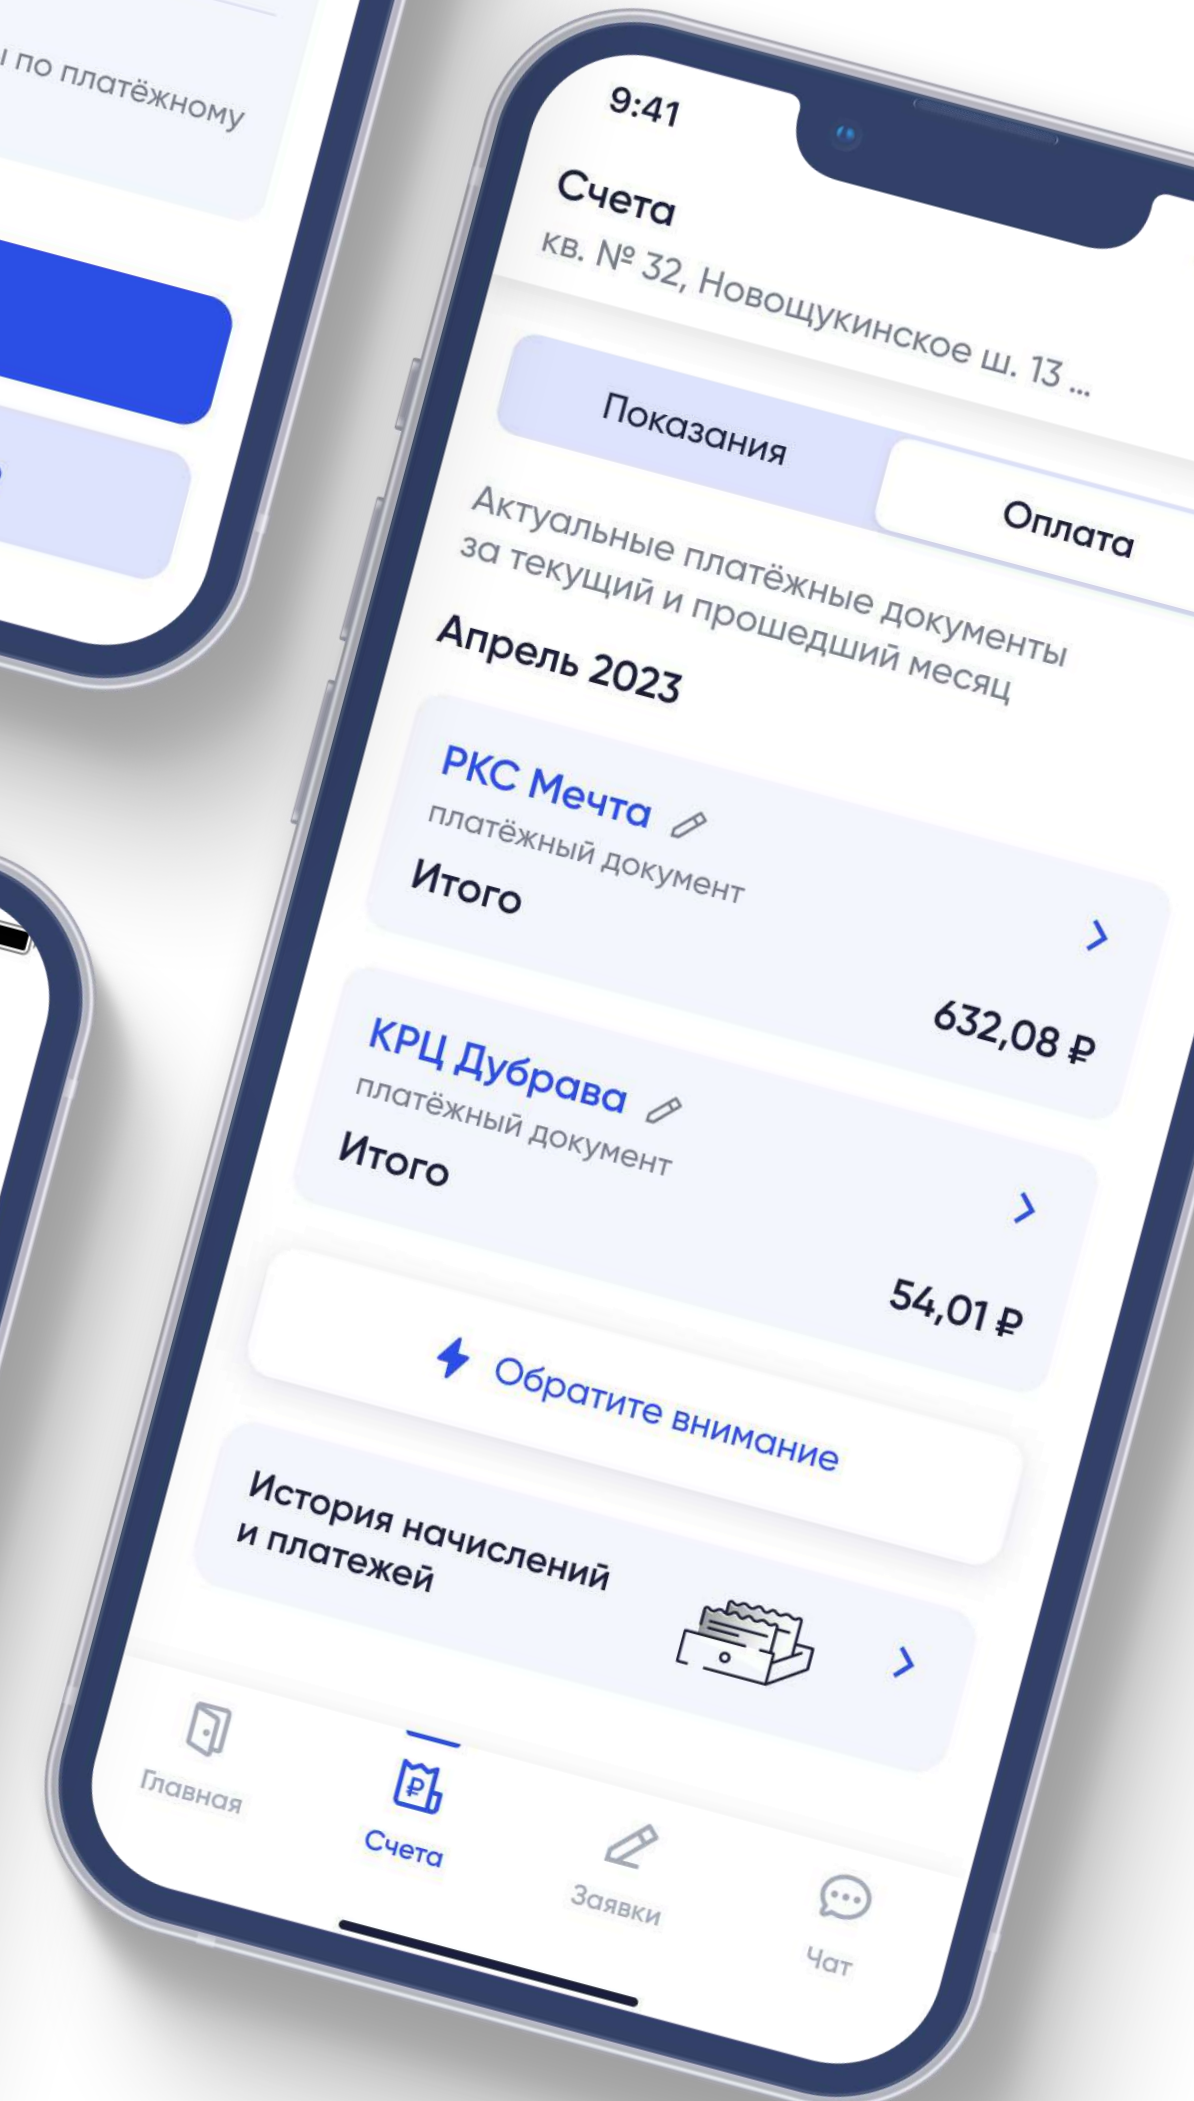 по платёжному
9:41
Счета
кв. № 32, Новощукинское ш. 13 ...
Показания
Оплата
Актуальные платёжные документы
за текущий и прошедший месяц
Апрель 2023
РКС Мечта
платёжный документ
Итого
632,08 ₽
КРЦ Дубрава
платёжный документ
Итого
54,01 ₽
Обратите внимание
История начислений
и платежей
Главная
Счета
Заявки
Чат